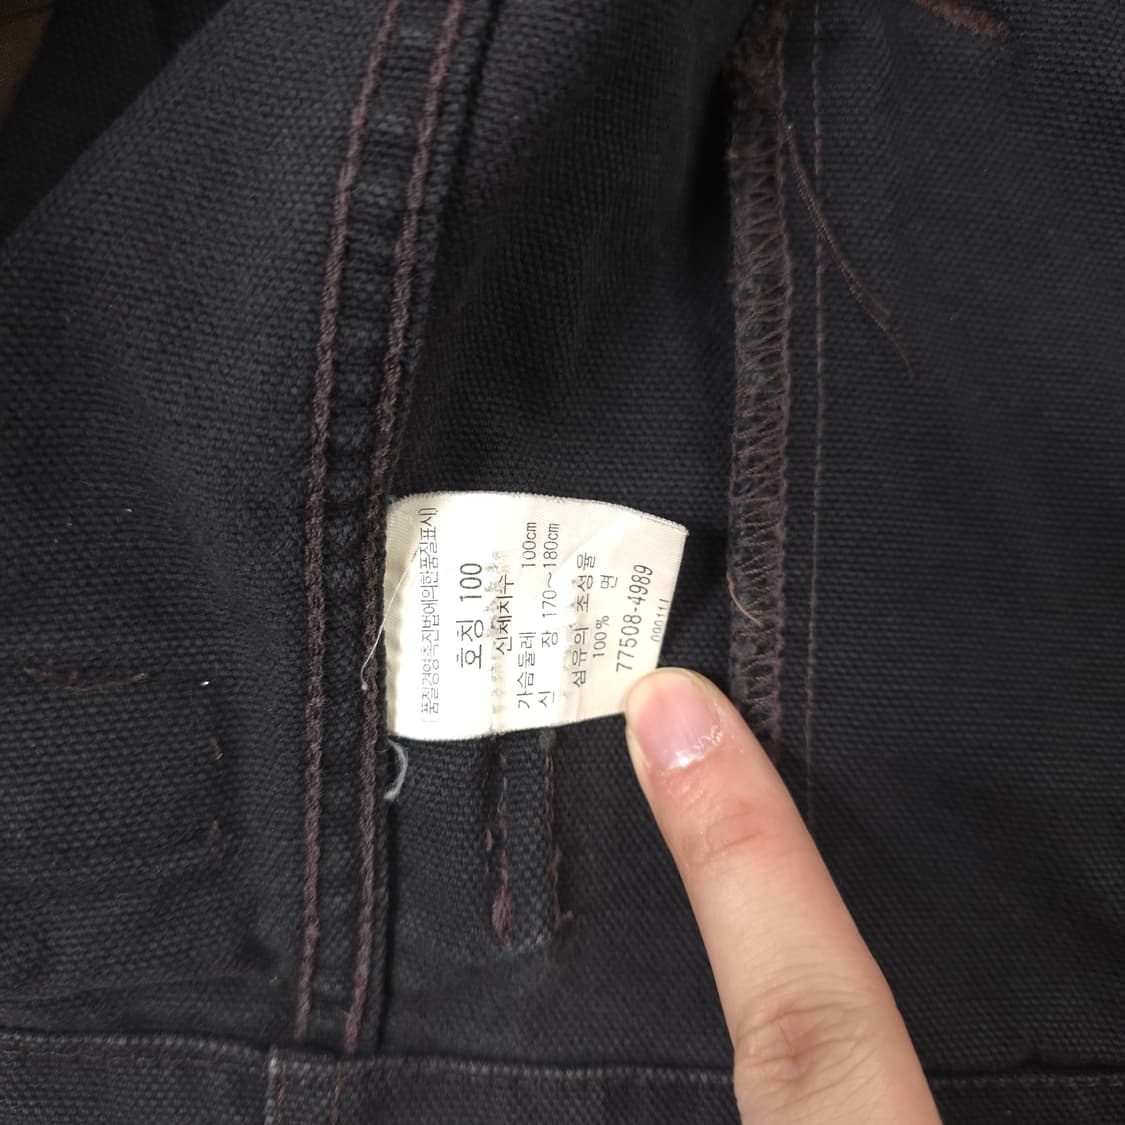 (품질경영촉진법에의한품질표시)
호칭 100
신체치수
가슴둘레 100cm
신 장 170~180cm
섬유의 조성율
100% 면
77508-4989